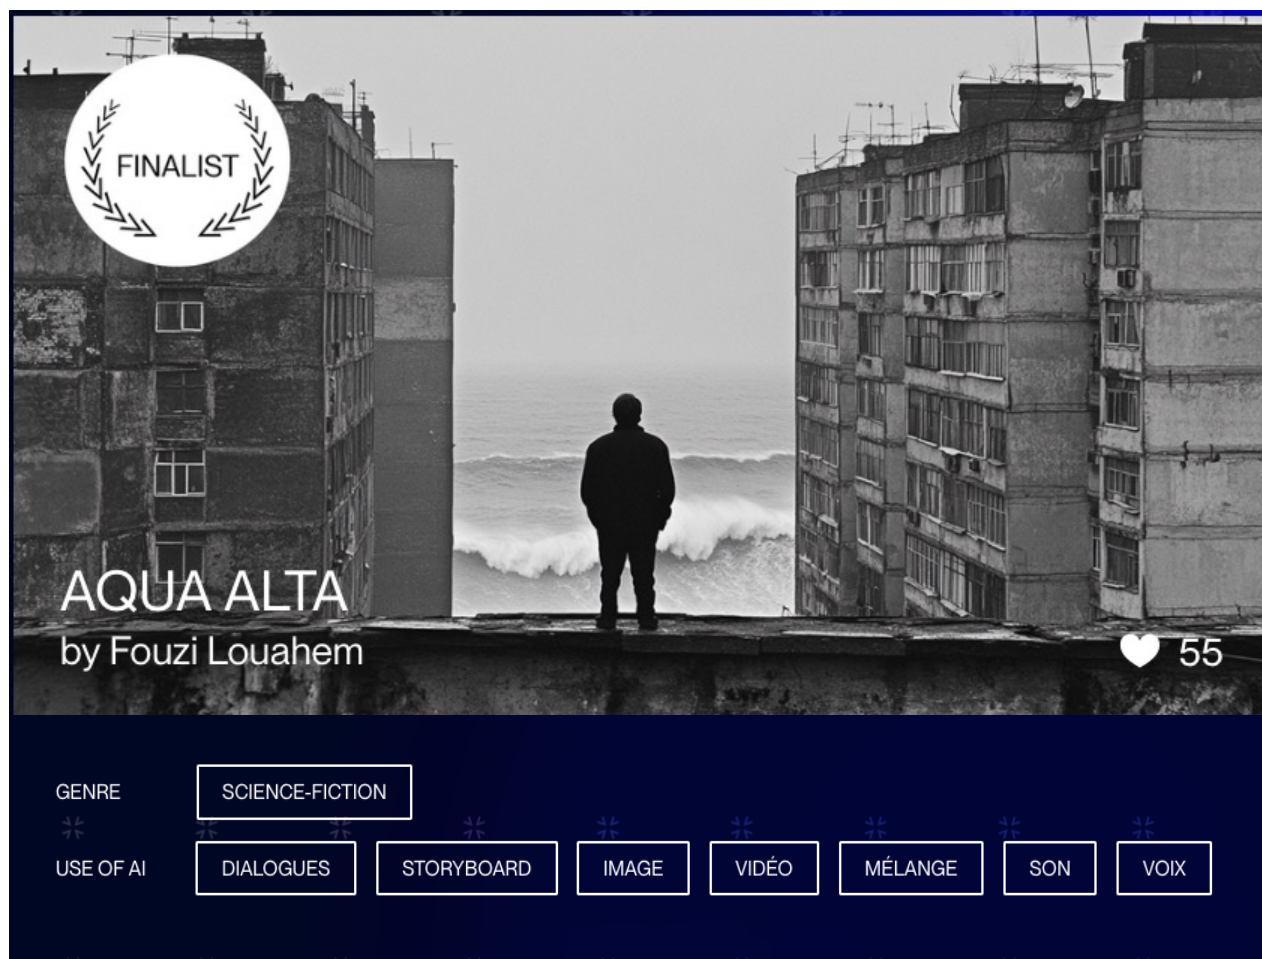 FINALIST
AQUA ALTA
by Fouzi Louahem
55
GENRE
SCIENCE-FICTION
USE OF AI
DIALOGUES
STORYBOARD
IMAGE
VIDÉO
MÉLANGE
SON
VOIX